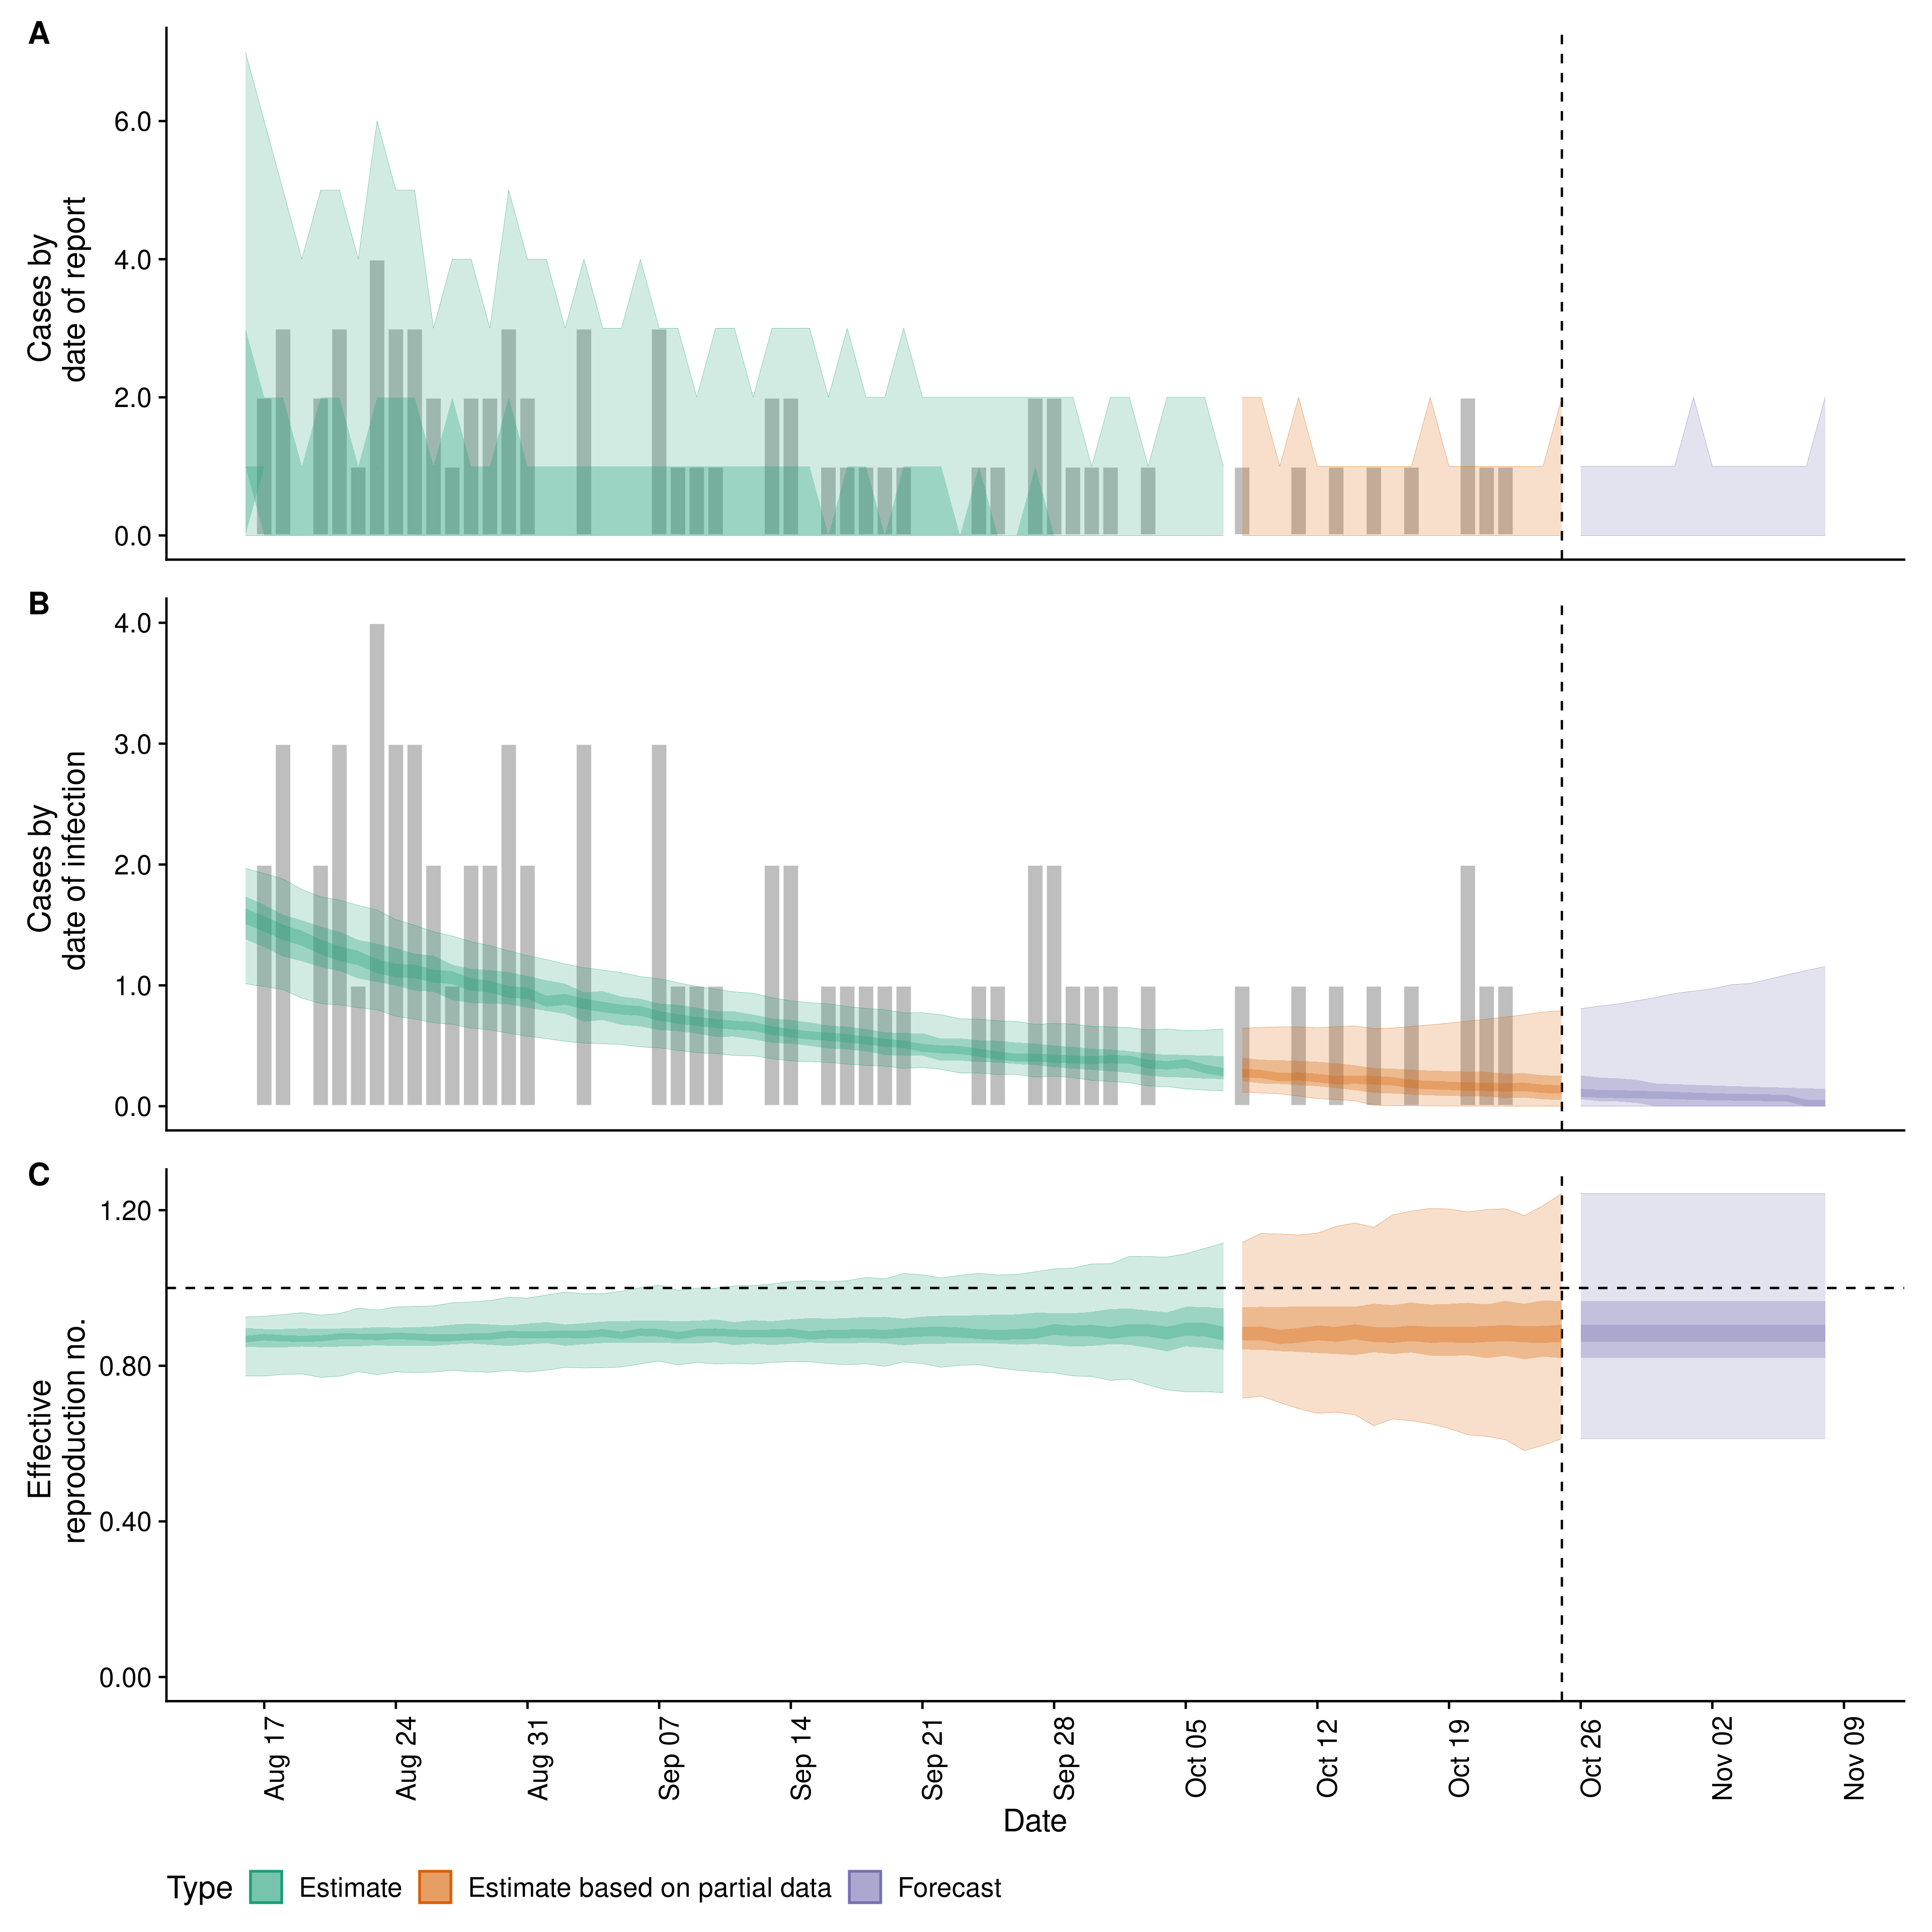 A
Cases by
date of report
6.0
4.0
2.0
0.0
B
Cases by
date of infection
4.0
3.0
2.0
1.0
0.0
C
Effective
reproduction no.
1.20
0.80
0.40
0.00
Aug 17
Aug 24
Aug 31
Sep 07
Sep 14
Sep 21
Sep 28
Oct 05
Oct 12
Oct 19
Oct 26
Nov 02
Nov 09
Date
Type Estimate Estimate based on partial data Forecast